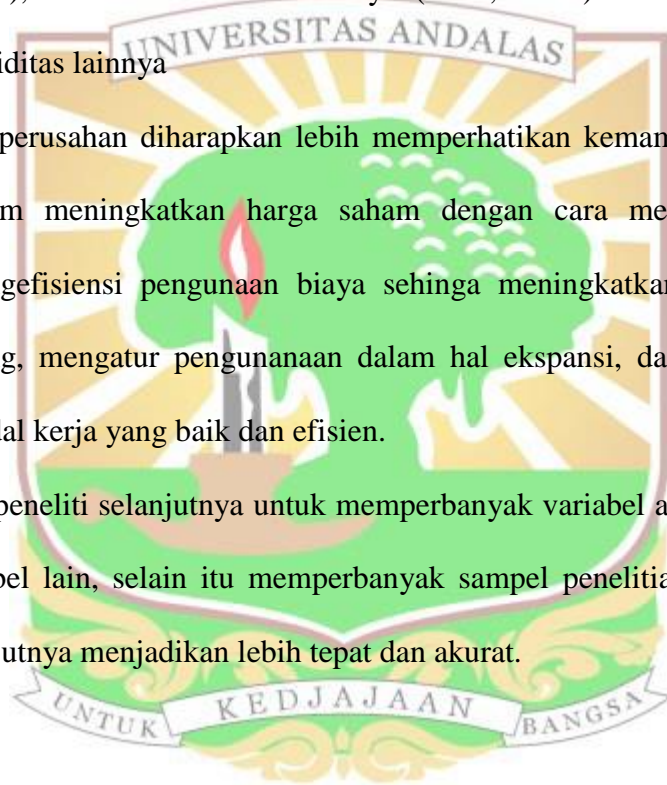 UNIVERSITAS ANDALAS
iditas lainnya
perusahan diharapkan lebih memperhatikan kemam
m meningkatkan harga saham dengan cara me
gefisiensi pengunaan biaya sehinga meningkatkan
g, mengatur pengunanaan dalam hal ekspansi, da
al kerja yang baik dan efisien.
peneliti selanjutnya untuk memperbanyak variabel a
bel lain, selain itu memperbanyak sampel penelitia
utnya menjadikan lebih tepat dan akurat.
UNTUK KEDJAJAAN BANGSA